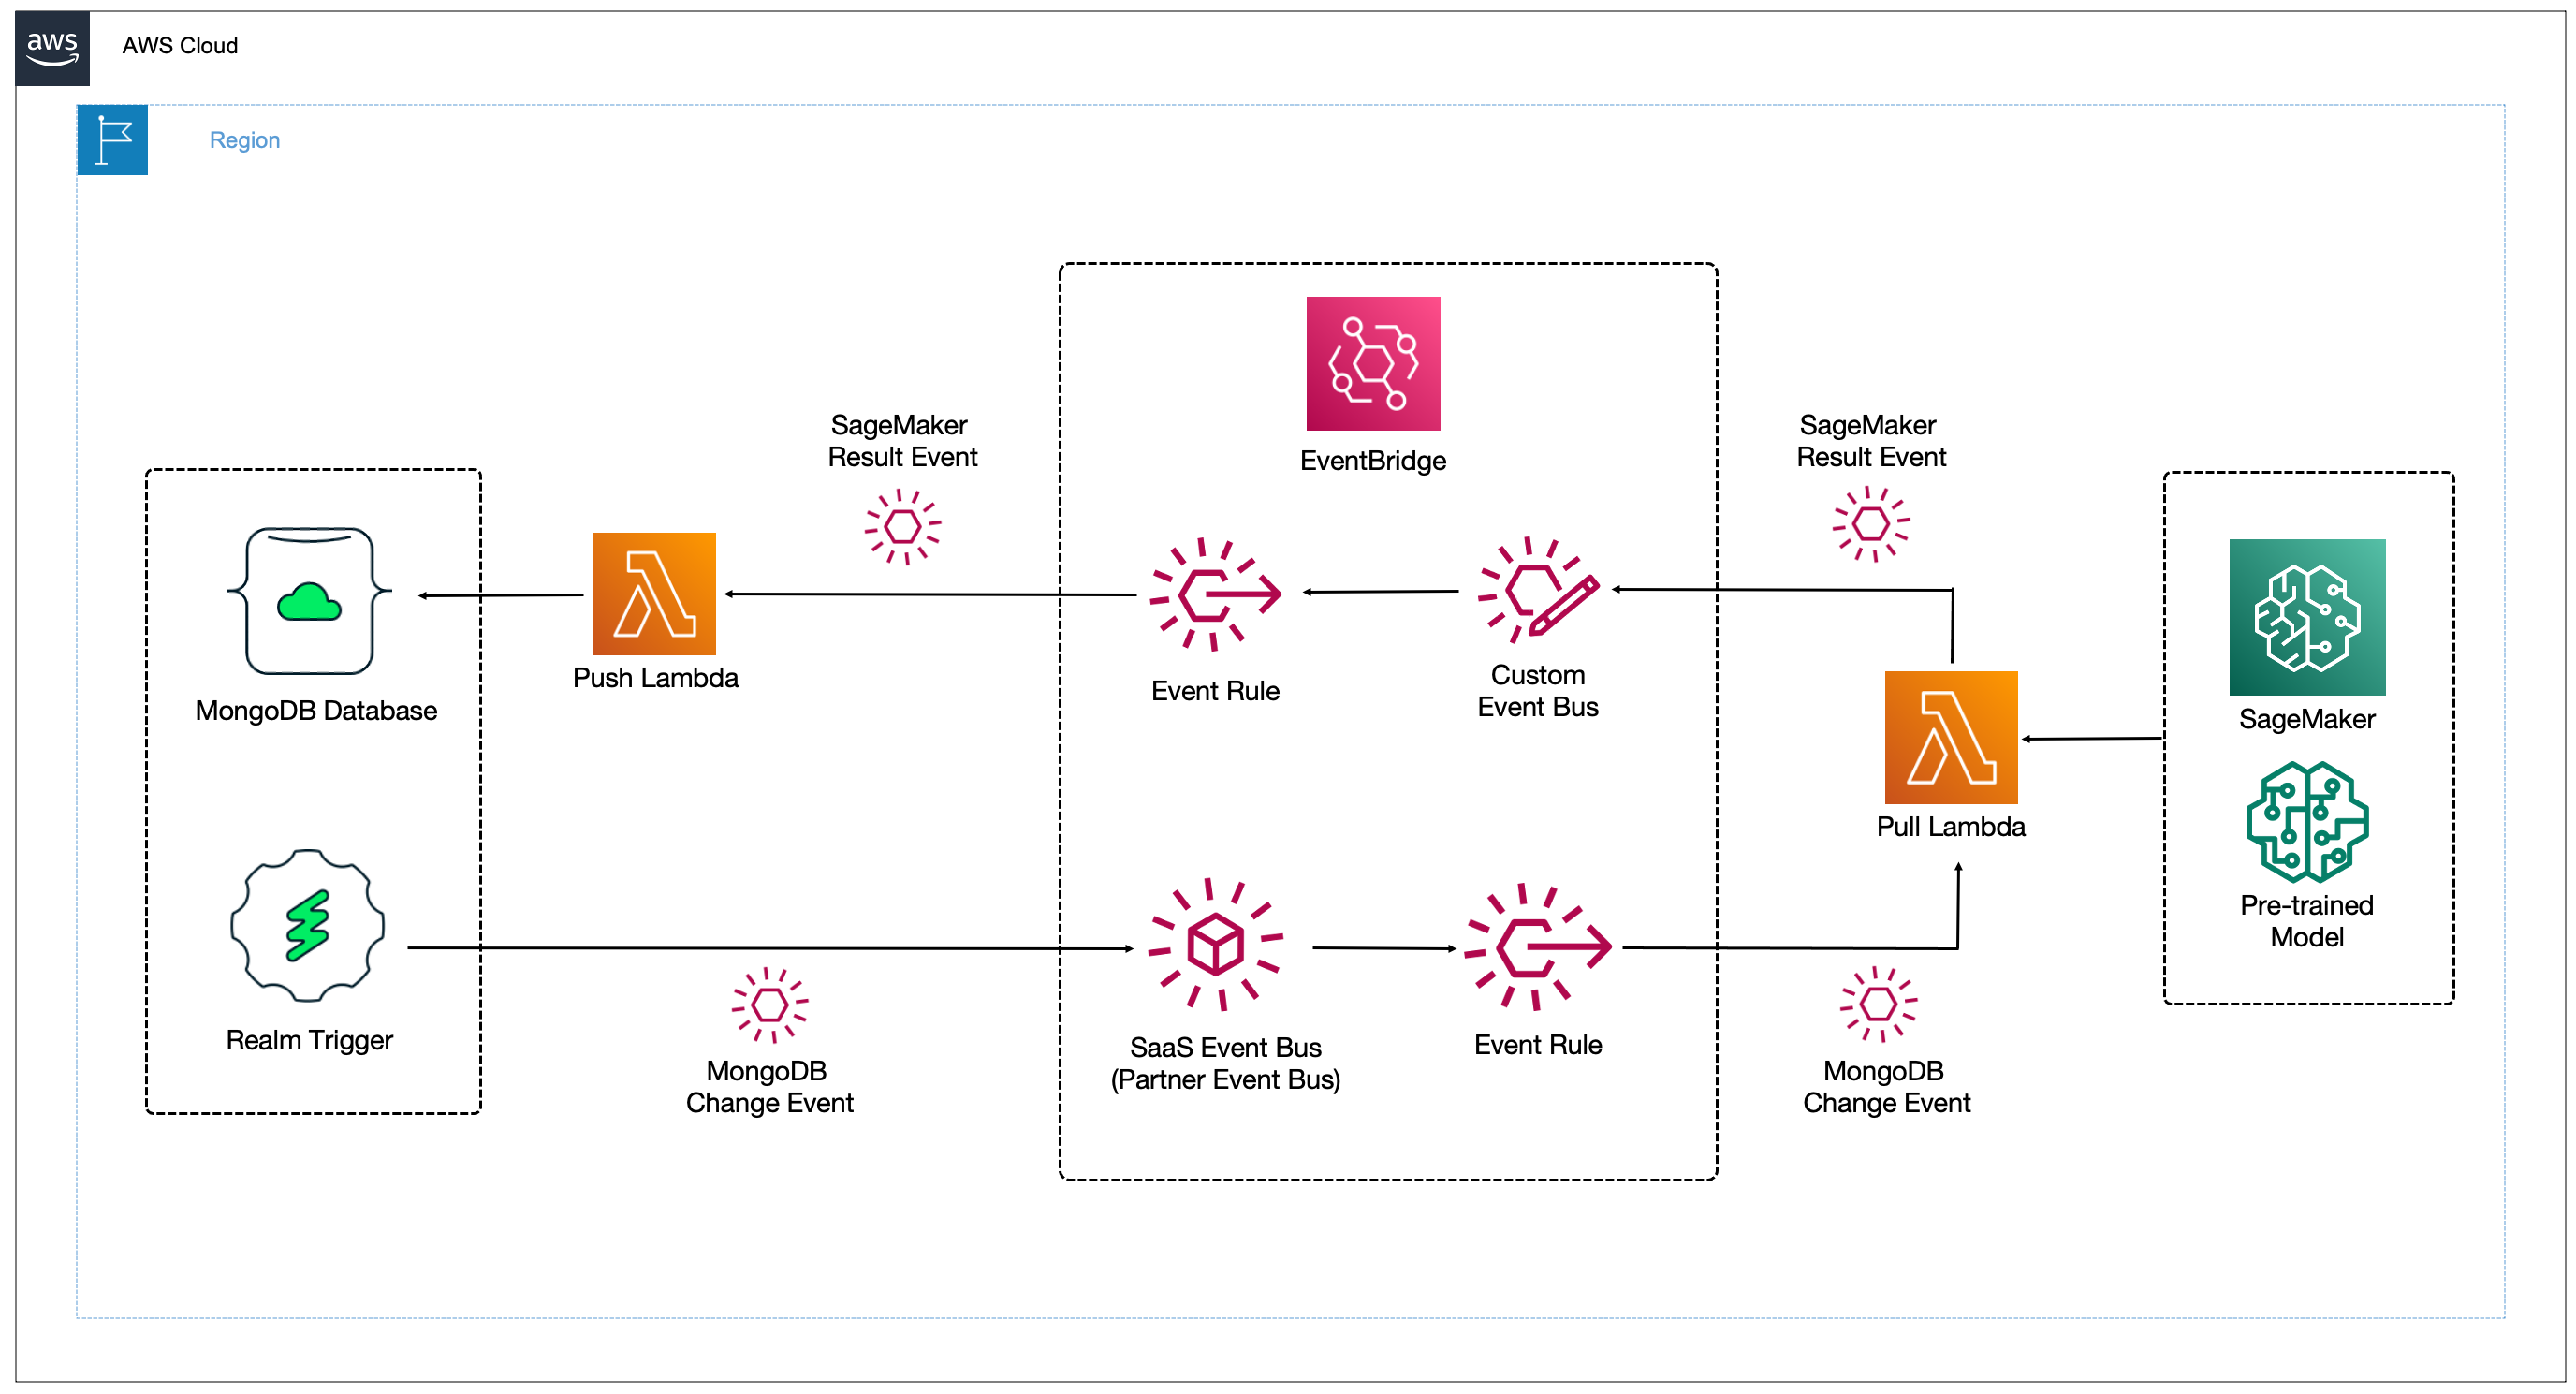 aws
AWS Cloud
Region
EventBridge
SageMaker
Result Event
SageMaker
Result Event
MongoDB Database
Push Lambda
Event Rule
Custom
Event Bus
SageMaker
Pull Lambda
Pre-trained
Model
Realm Trigger
MongoDB
Change Event
SaaS Event Bus
(Partner Event Bus)
Event Rule
MongoDB
Change Event